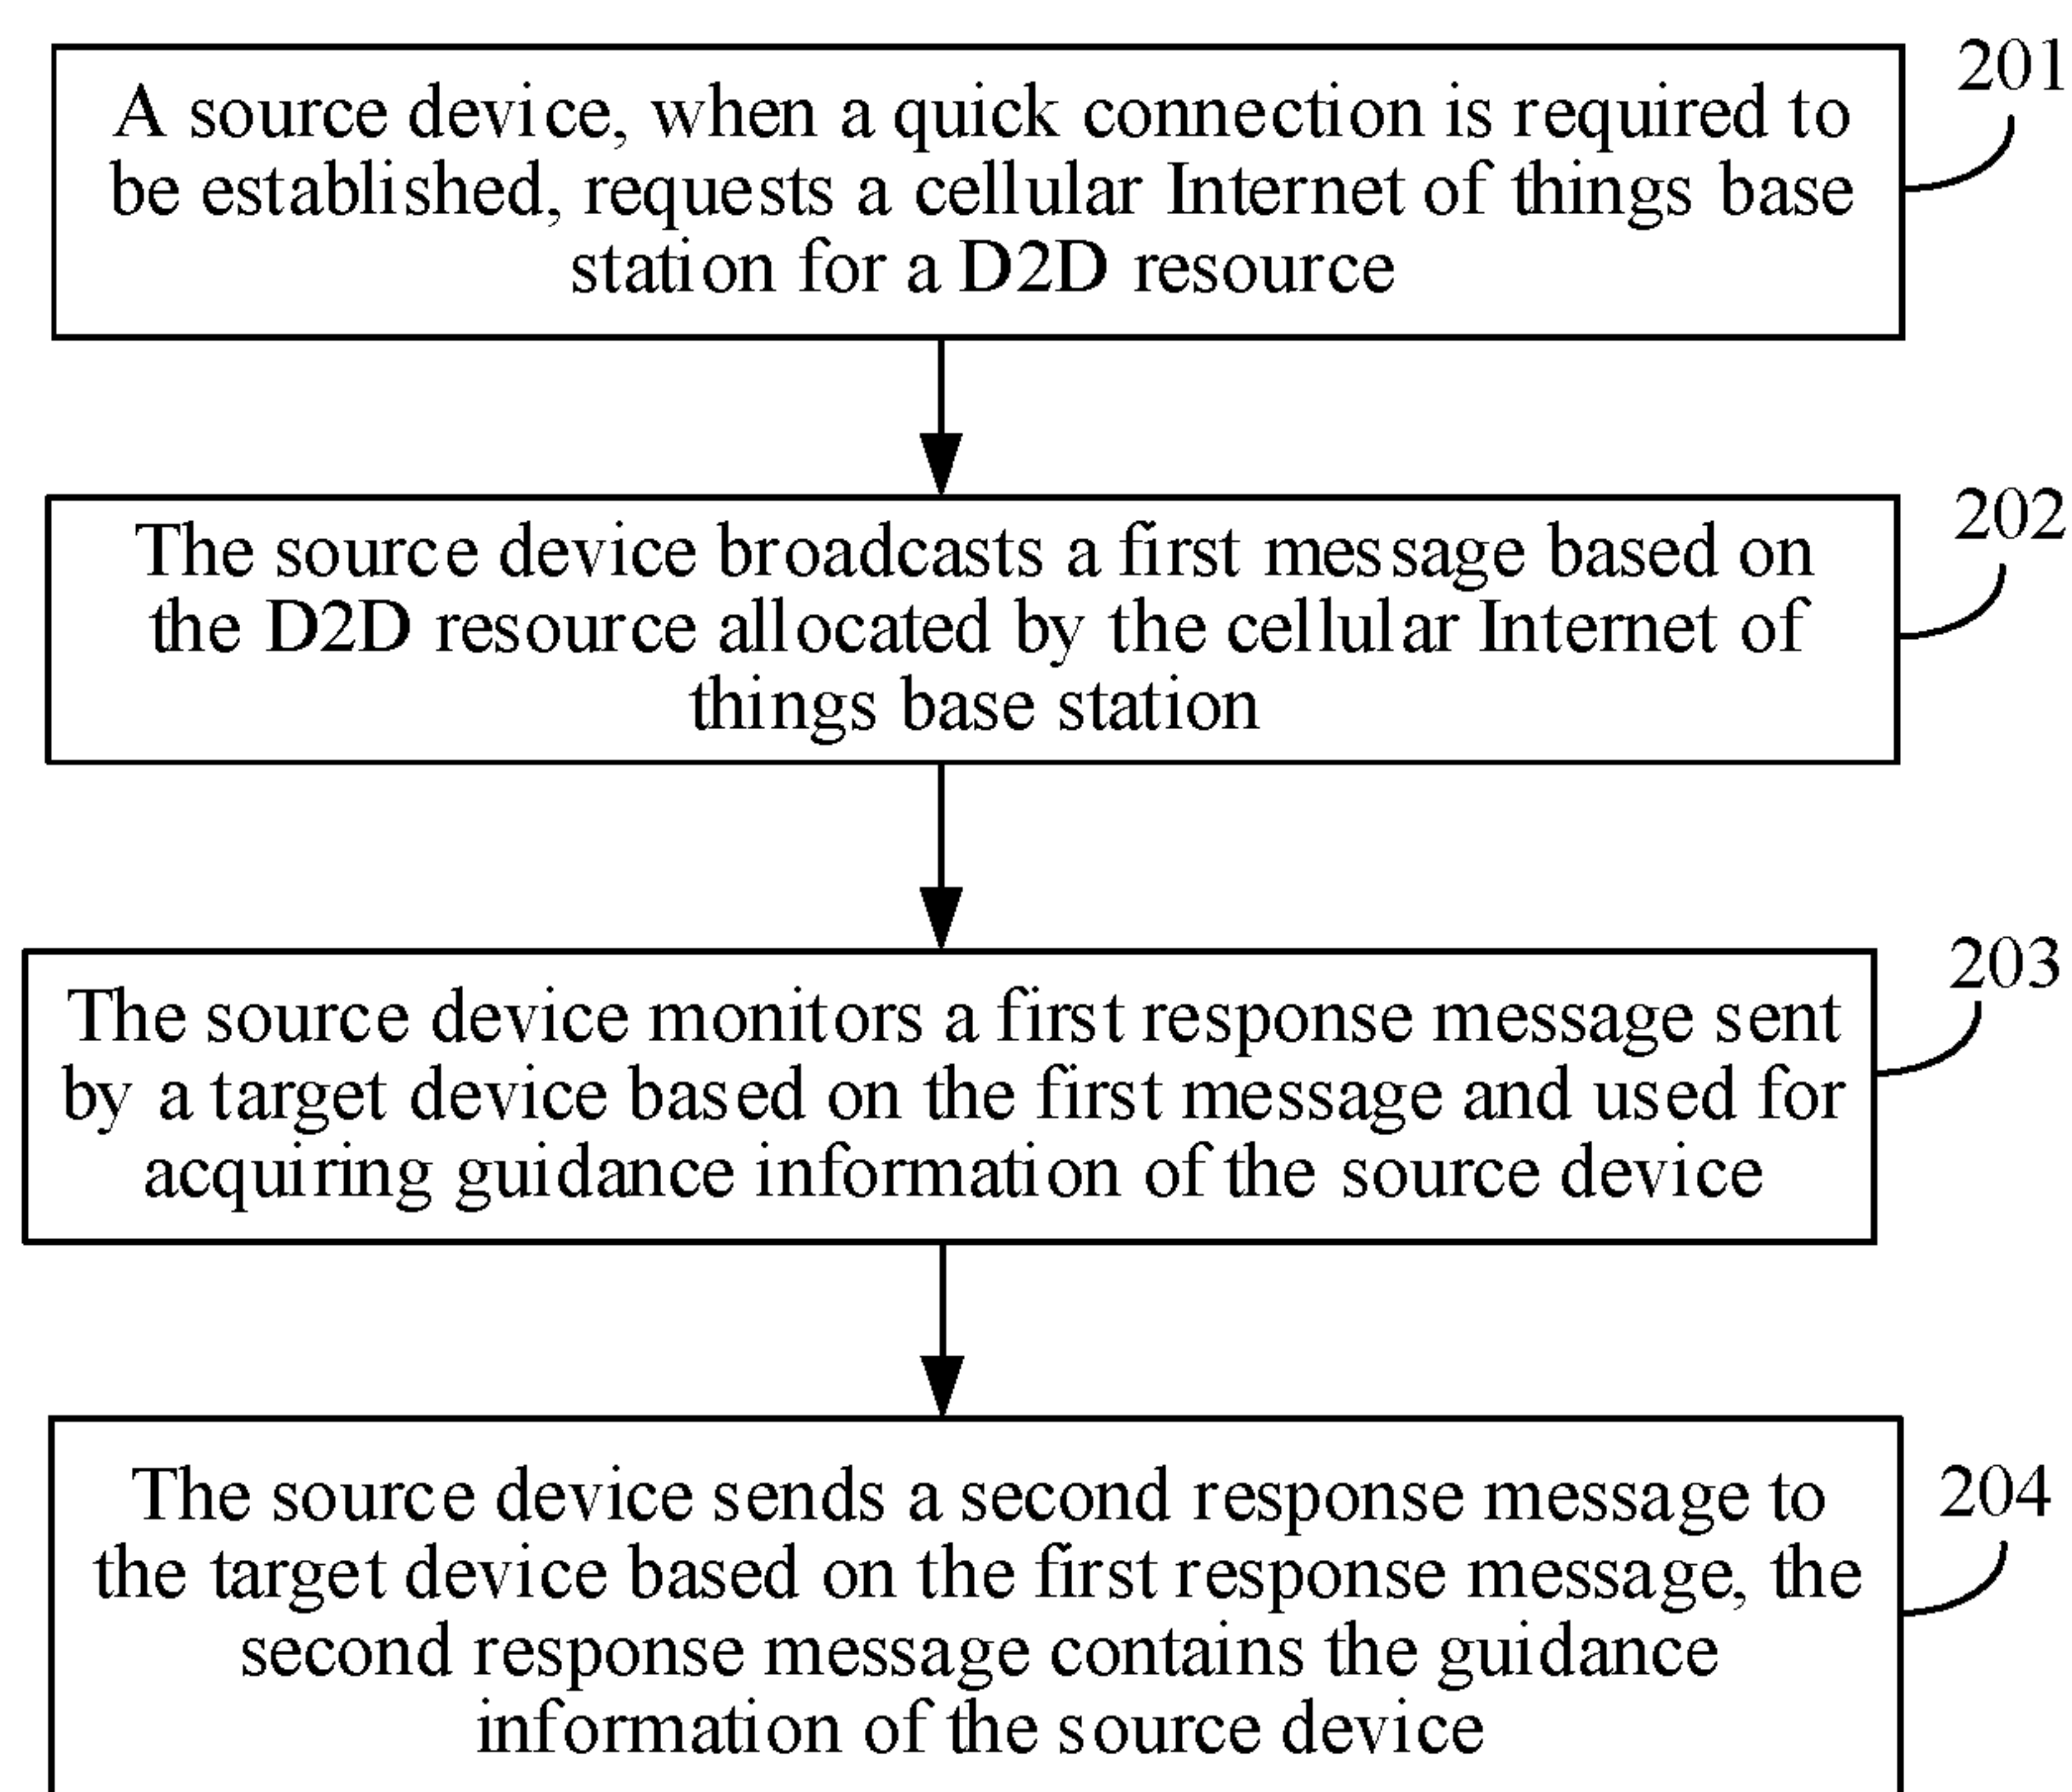 201
A source device, when a quick connection is required to
be established, requests a cellular Internet of things base
station for a D2D resource
202
The source device broadcasts a first message based on
the D2D resource allocated by the cellular Internet of
things base station
203
The source device monitors a first response message sent
by a target device based on the first message and used for
acquiring guidance information of the source device
204
The source device sends a second response message to
the target device based on the first response message, the
second response message contains the guidance
information of the source device